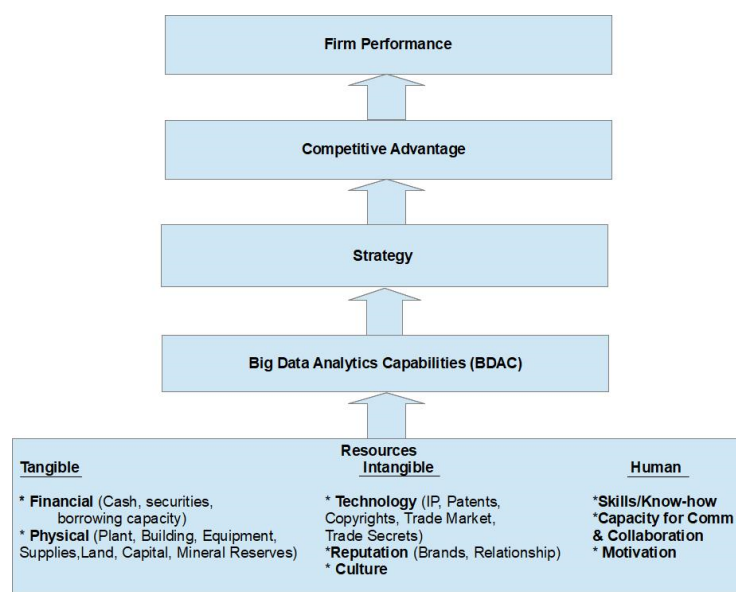 Firm Performance
Competitive Advantage
Strategy
Big Data Analytics Capabilities (BDAC)
Resources
Tangible
* Financial (Cash, securities,
borrowing capacity)
* Physical (Plant, Building, Equipment,
Supplies,Land, Capital, Mineral Reserves)
Intangible
* Technology (IP, Patents,
Copyrights, Trade Market,
Trade Secrets)
*Reputation (Brands, Relationship)
* Culture
Human
*Skills/Know-how
*Capacity for Comm
& Collaboration
* Motivation